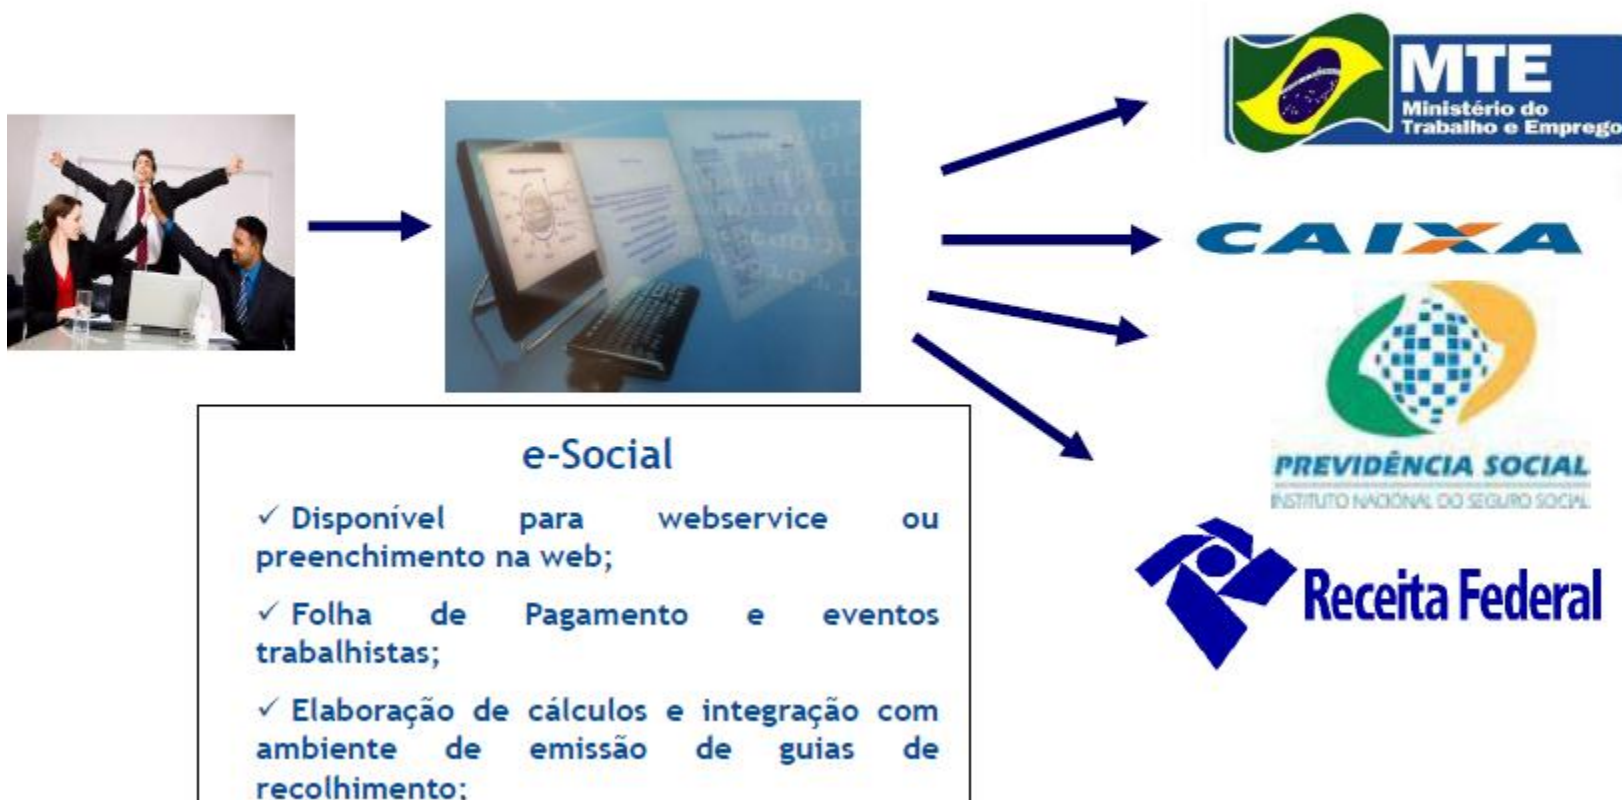 MTE
Ministério do
Trabalho e Emprego
CAIXA
PREVIDÊNCIA SOCIAL
INSTITUTO NACIONAL DO SEGURO SOCIAL
Receita Federal
e-Social
✓ Disponível para webservice ou
preenchimento na web;
✓ Folha de Pagamento e eventos
trabalhistas;
✓ Elaboração de cálculos e integração com
ambiente de emissão de guias de
recolhimento;